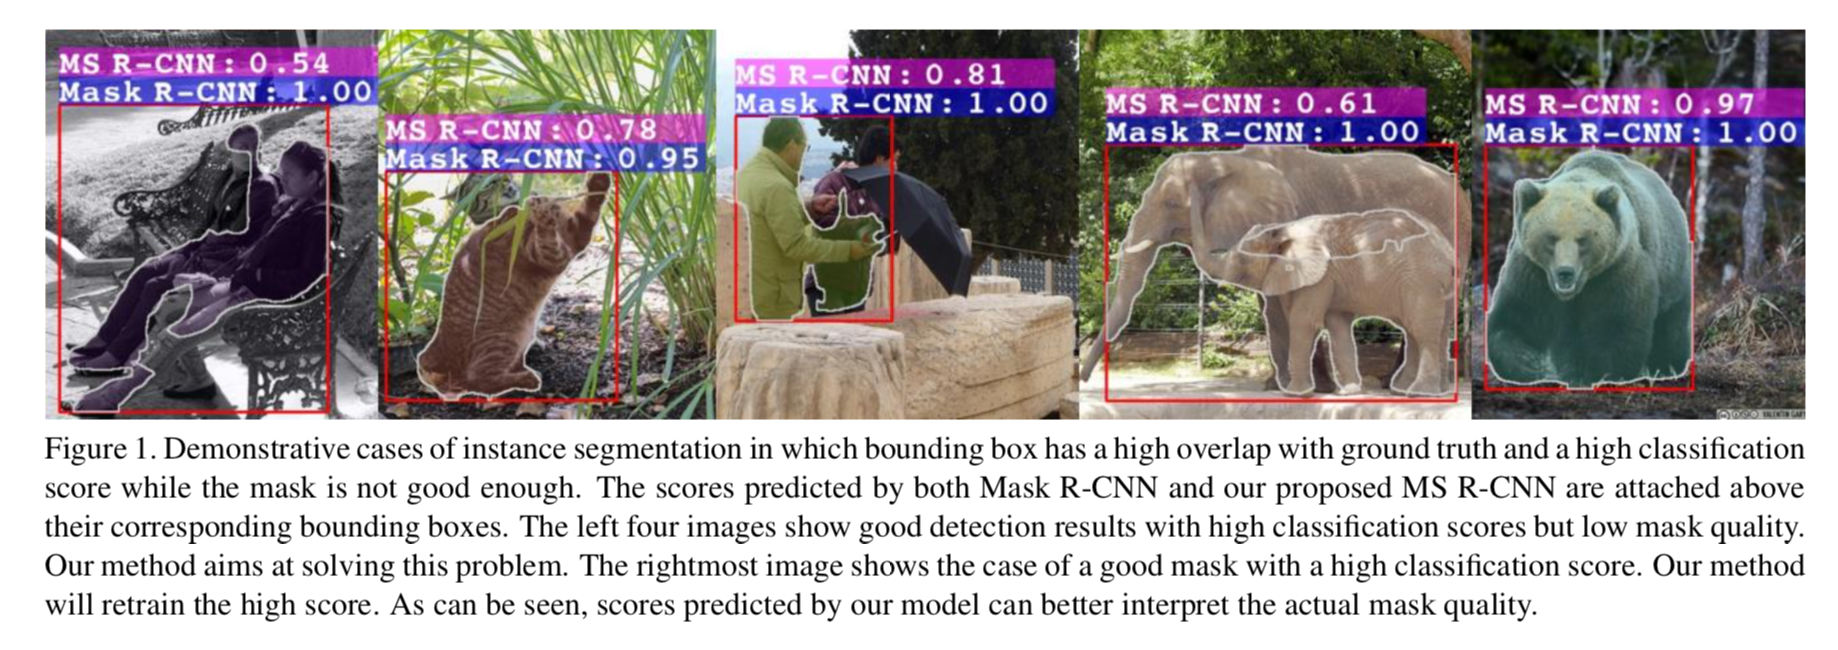 MS R-CNN: 0.54
Mask R-CNN: 1.00
MS R-CNN: 0.78
Mask R-CNN: 0.95
MS R-CNN: 0.81
Mask R-CNN: 1.00
MS R-CNN: 0.61
Mask R-CNN: 1.00
MS R-CNN: 0.97
Mask R-CNN: 1.00
Figure 1. Demonstrative cases of instance segmentation in which bounding box has a high overlap with ground truth and a high classification
score while the mask is not good enough. The scores predicted by both Mask R-CNN and our proposed MS R-CNN are attached above
their corresponding bounding boxes. The left four images show good detection results with high classification scores but low mask quality.
Our method aims at solving this problem. The rightmost image shows the case of a good mask with a high classification score. Our method
will retrain the high score. As can be seen, scores predicted by our model can better interpret the actual mask quality.